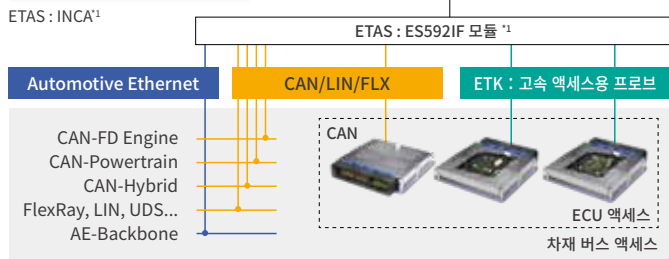 ETAS : INCA*1
ETAS : ES592IF 모듈 *1
Automotive Ethernet
CAN/LIN/FLX
ETK : 고속 액세스용 프로브
CAN-FD Engine
CAN-Powertrain
CAN-Hybrid
FlexRay, LIN, UDS...
AE-Backbone
CAN
ECU 액세스
차재 버스 액세스